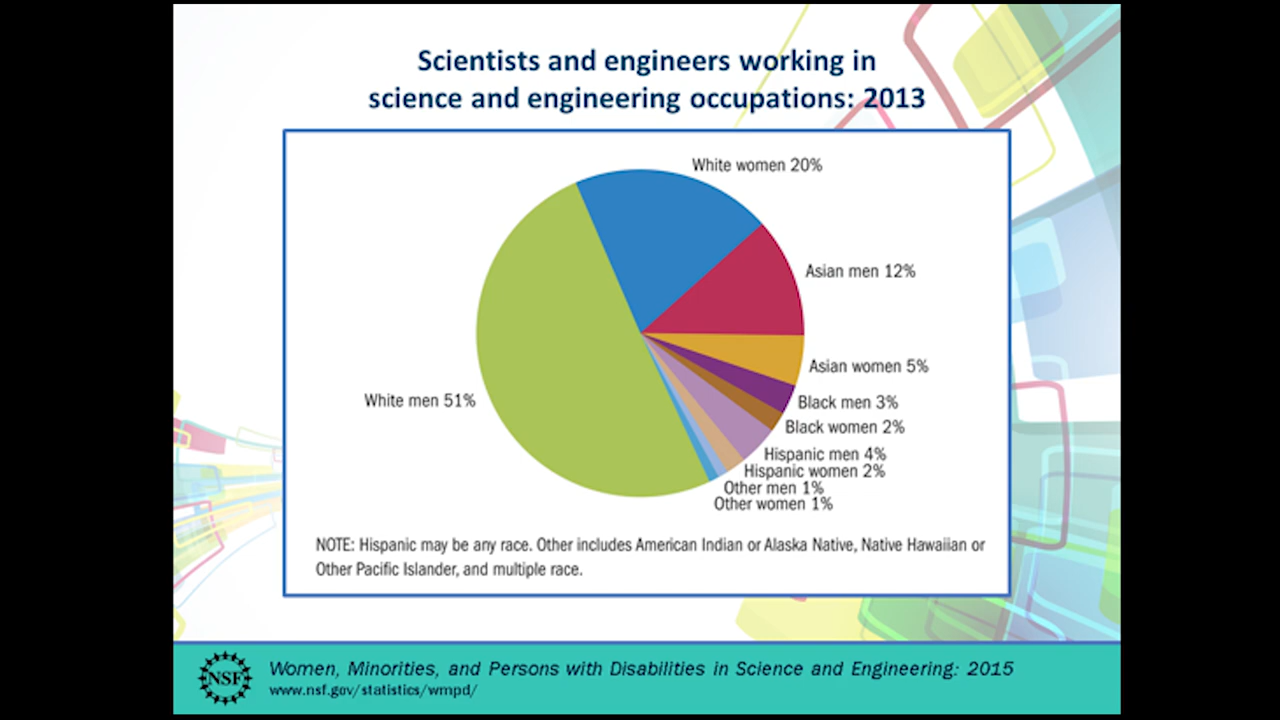 Scientists and engineers working in
science and engineering occupations: 2013
White women 20%
Asian men 12%
Asian women 5%
White men 51%
Black men 3%
Black women 2%
Hispanic men 4%
Hispanic women 2%
Other men 1%
Other women 1%
NOTE: Hispanic may be any race. Other includes American Indian or Alaska Native, Native Hawaiian or
Other Pacific Islander, and multiple race.
NSF
Women, Minorities, and Persons with Disabilities in Science and Engineering: 2015
www.nsf.gov/statistics/wmpd/